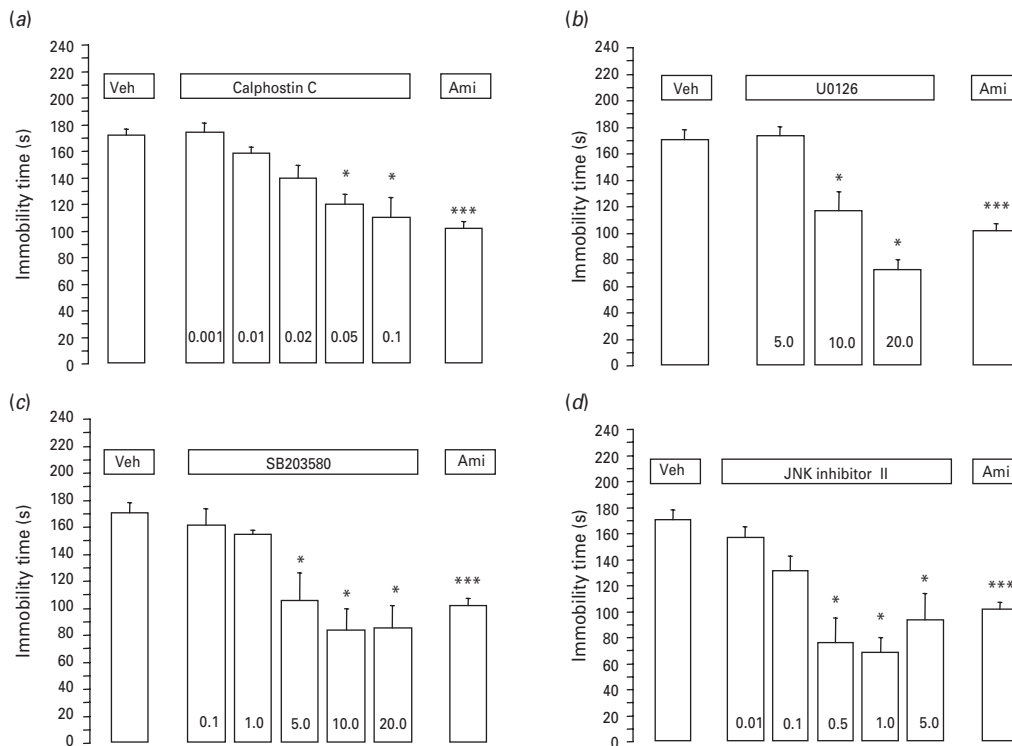 (a)
240
220
200
180
160
140
120
100
80
60
40
20
0
Immobility time (s)
Veh
Calphostin C
Ami
*
*
***
0.001 0.01 0.02 0.05 0.1
(b)
240
220
200
180
160
140
120
100
80
60
40
20
0
Immobility time (s)
Veh
U0126
Ami
*
*
***
5.0 10.0 20.0
(c)
240
220
200
180
160
140
120
100
80
60
40
20
0
Immobility time (s)
Veh
SB203580
Ami
*
*
*
***
0.1 1.0 5.0 10.0 20.0
(d)
240
220
200
180
160
140
120
100
80
60
40
20
0
Immobility time (s)
Veh
JNK inhibitor II
Ami
*
*
*
***
0.01 0.1 0.5 1.0 5.0